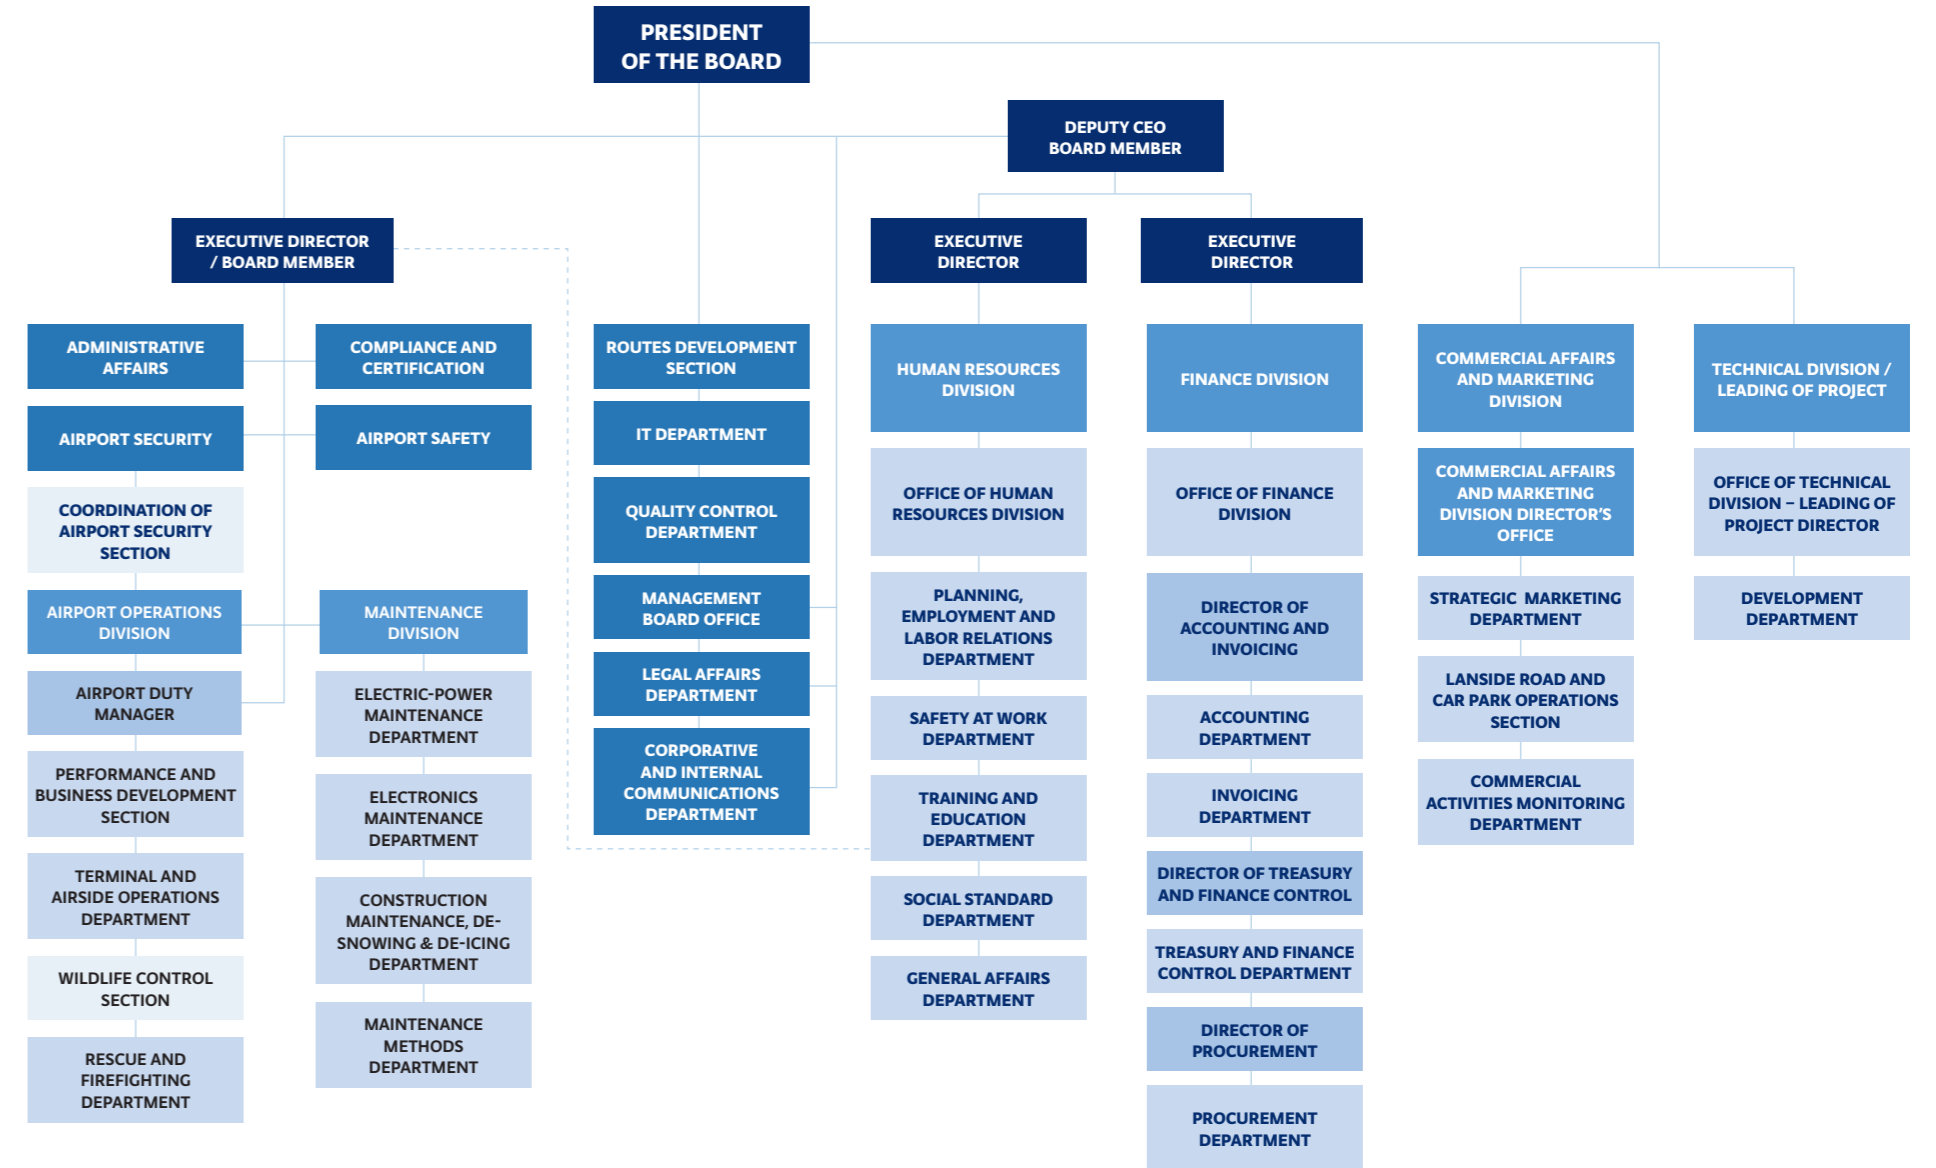 PRESIDENT
OF THE BOARD
DEPUTY CEO
BOARD MEMBER
EXECUTIVE DIRECTOR
/ BOARD MEMBER
EXECUTIVE
DIRECTOR
EXECUTIVE
DIRECTOR
ADMINISTRATIVE
AFFAIRS
COMPLIANCE AND
CERTIFICATION
AIRPORT SECURITY
AIRPORT SAFETY
COORDINATION OF
AIRPORT SECURITY
SECTION
AIRPORT OPERATIONS
DIVISION
AIRPORT DUTY
MANAGER
PERFORMANCE AND
BUSINESS DEVELOPMENT
SECTION
TERMINAL AND
AIRSIDE OPERATIONS
DEPARTMENT
WILDLIFE CONTROL
SECTION
RESCUE AND
FIREFIGHTING
DEPARTMENT
MAINTENANCE
DIVISION
ELECTRIC-POWER
MAINTENANCE
DEPARTMENT
ELECTRONICS
MAINTENANCE
DEPARTMENT
CONSTRUCTION
MAINTENANCE, DE-
SNOWING & DE-ICING
DEPARTMENT
MAINTENANCE
METHODS
DEPARTMENT
ROUTES DEVELOPMENT
SECTION
IT DEPARTMENT
QUALITY CONTROL
DEPARTMENT
MANAGEMENT
BOARD OFFICE
LEGAL AFFAIRS
DEPARTMENT
CORPORATIVE
AND INTERNAL
COMMUNICATIONS
DEPARTMENT
HUMAN RESOURCES
DIVISION
OFFICE OF HUMAN
RESOURCES DIVISION
PLANNING,
EMPLOYMENT AND
LABOR RELATIONS
DEPARTMENT
SAFETY AT WORK
DEPARTMENT
TRAINING AND
EDUCATION
DEPARTMENT
SOCIAL STANDARD
DEPARTMENT
GENERAL AFFAIRS
DEPARTMENT
FINANCE DIVISION
OFFICE OF FINANCE
DIVISION
DIRECTOR OF
ACCOUNTING AND
INVOICING
ACCOUNTING
DEPARTMENT
INVOICING
DEPARTMENT
DIRECTOR OF TREASURY
AND FINANCE CONTROL
TREASURY AND FINANCE
CONTROL DEPARTMENT
DIRECTOR OF
PROCUREMENT
PROCUREMENT
DEPARTMENT
COMMERCIAL AFFAIRS
AND MARKETING
DIVISION
COMMERCIAL AFFAIRS
AND MARKETING
DIVISION DIRECTOR'S
OFFICE
STRATEGIC MARKETING
DEPARTMENT
LANSIDE ROAD AND
CAR PARK OPERATIONS
SECTION
COMMERCIAL
ACTIVITIES MONITORING
DEPARTMENT
TECHNICAL DIVISION /
LEADING OF PROJECT
OFFICE OF TECHNICAL
DIVISION – LEADING OF
PROJECT DIRECTOR
DEVELOPMENT
DEPARTMENT